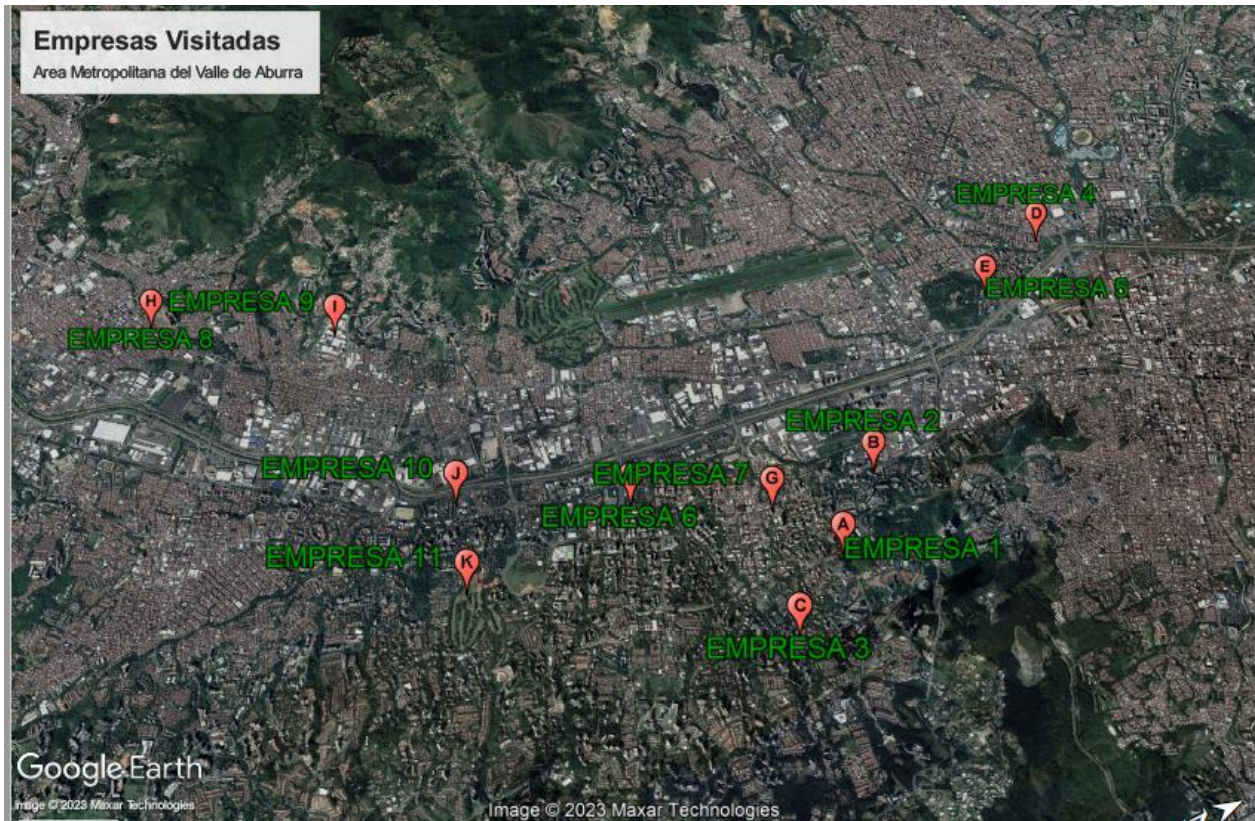 Empresas Visitadas
Area Metropolitana del Valle de Aburra
EMPRESA 4
D
E
EMPRESA 5
H
EMPRESA 9
I
EMPRESA 8
EMPRESA 2
B
EMPRESA 10
J
EMPRESA 7
G
EMPRESA 6
A
EMPRESA 1
EMPRESA 11
K
C
EMPRESA 3
Google Earth
Image © 2023 Maxar Technologies
Image © 2023 Maxar Technologies